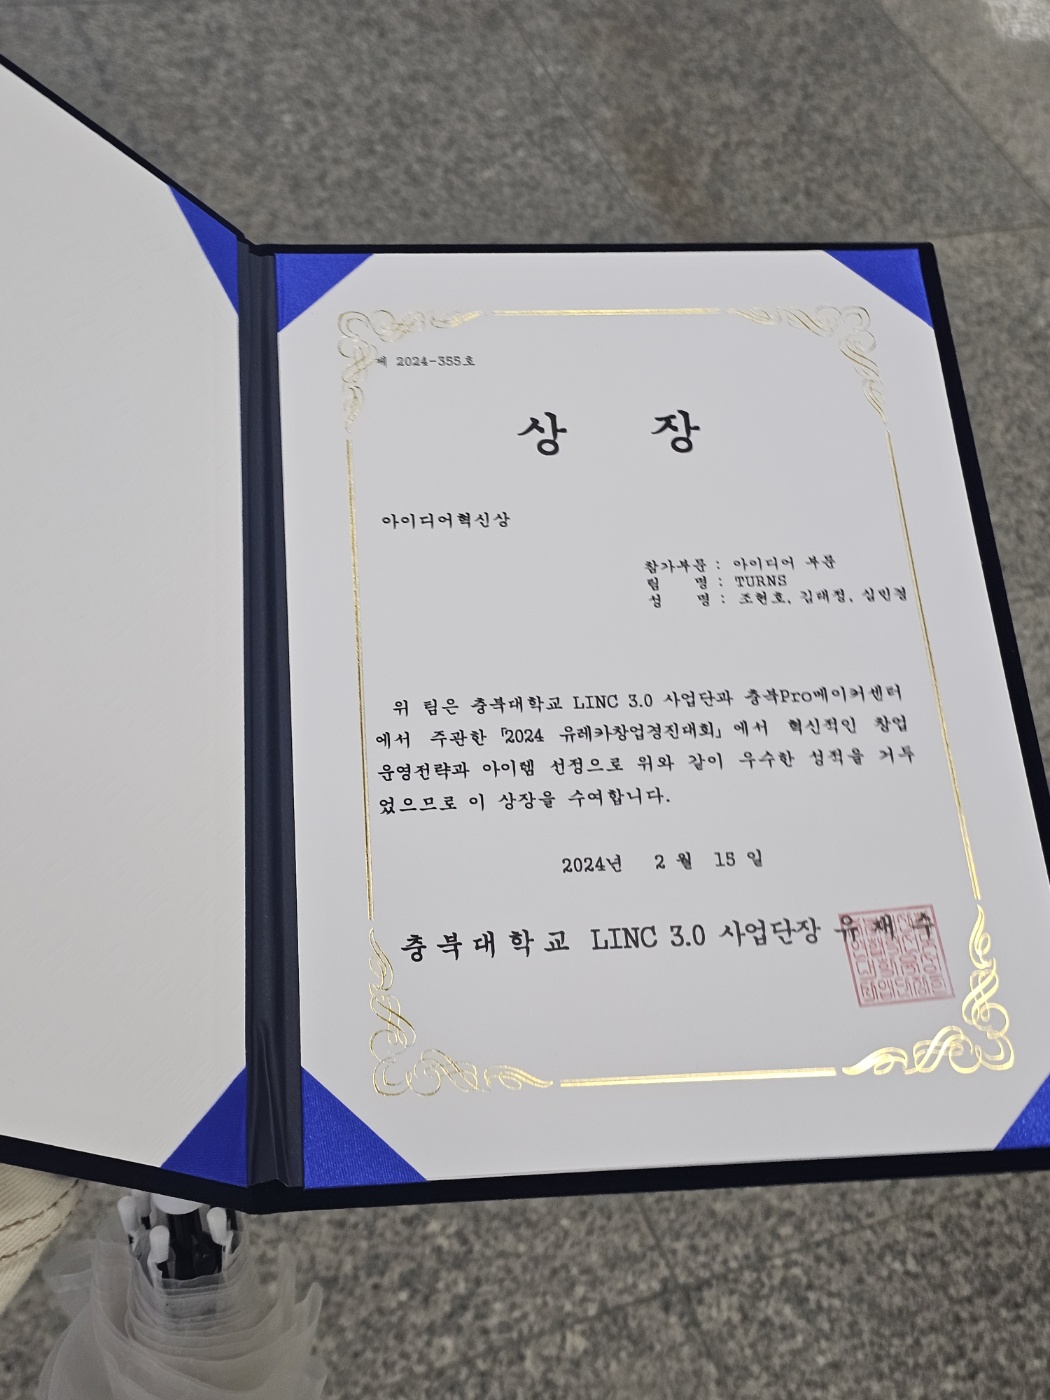 제 2024-355호
상 장
아이디어혁신상
참가부문 : 아이디어 부문
팀 명 : TURNS
성 명 : 조현호, 김태정, 심민경
위 팀은 충북대학교 LINC 3.0 사업단과 충북Pro메이커센터
에서 주관한 「2024 유레카창업경진대회」에서 혁신적인 창업
운영전략과 아이템 선정으로 위와 같이 우수한 성적을 거두
었으므로 이 상장을 수여합니다.
2024년 2 월 15 일
충북대학교 LINC 3.0 사업단장 유 재 수